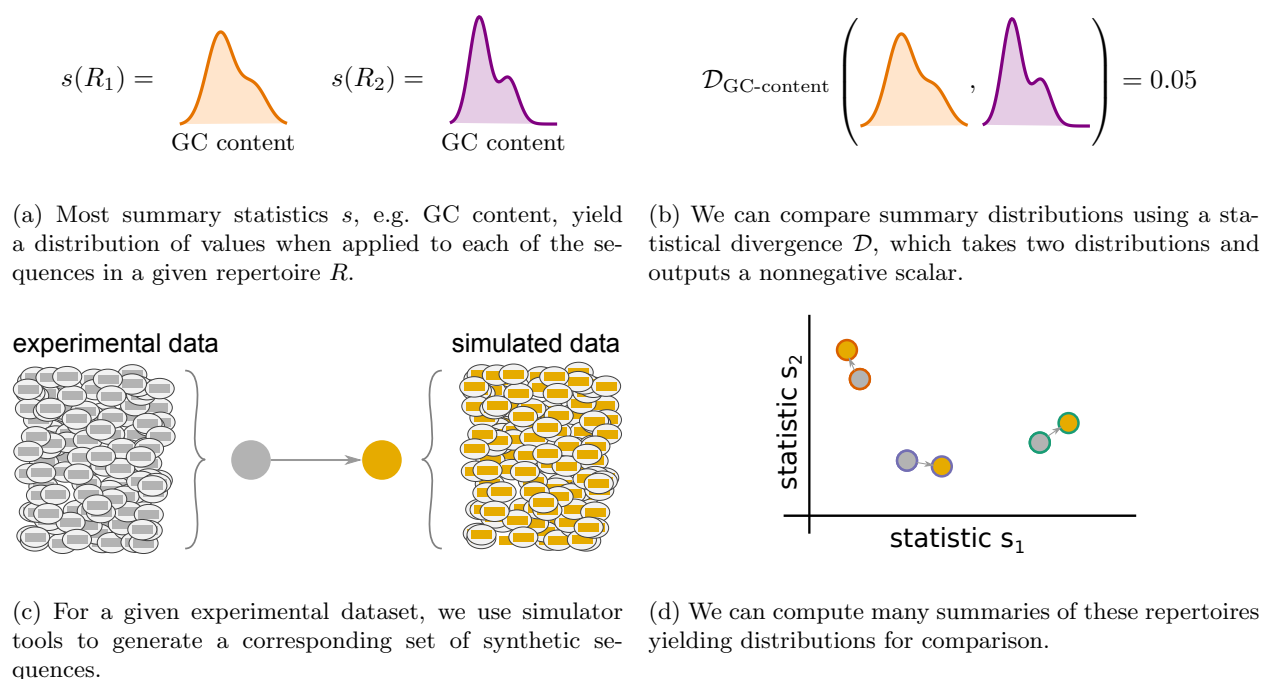 s(R₁) =
GC content
s(R₂) =
GC content
𝒟GC-content ( , ) = 0.05
(a) Most summary statistics s, e.g. GC content, yield
a distribution of values when applied to each of the se-
quences in a given repertoire R.
(b) We can compare summary distributions using a sta-
tistical divergence 𝒟, which takes two distributions and
outputs a nonnegative scalar.
experimental data
simulated data
statistic s₂
statistic s₁
(c) For a given experimental dataset, we use simulator
tools to generate a corresponding set of synthetic se-
quences.
(d) We can compute many summaries of these repertoires
yielding distributions for comparison.